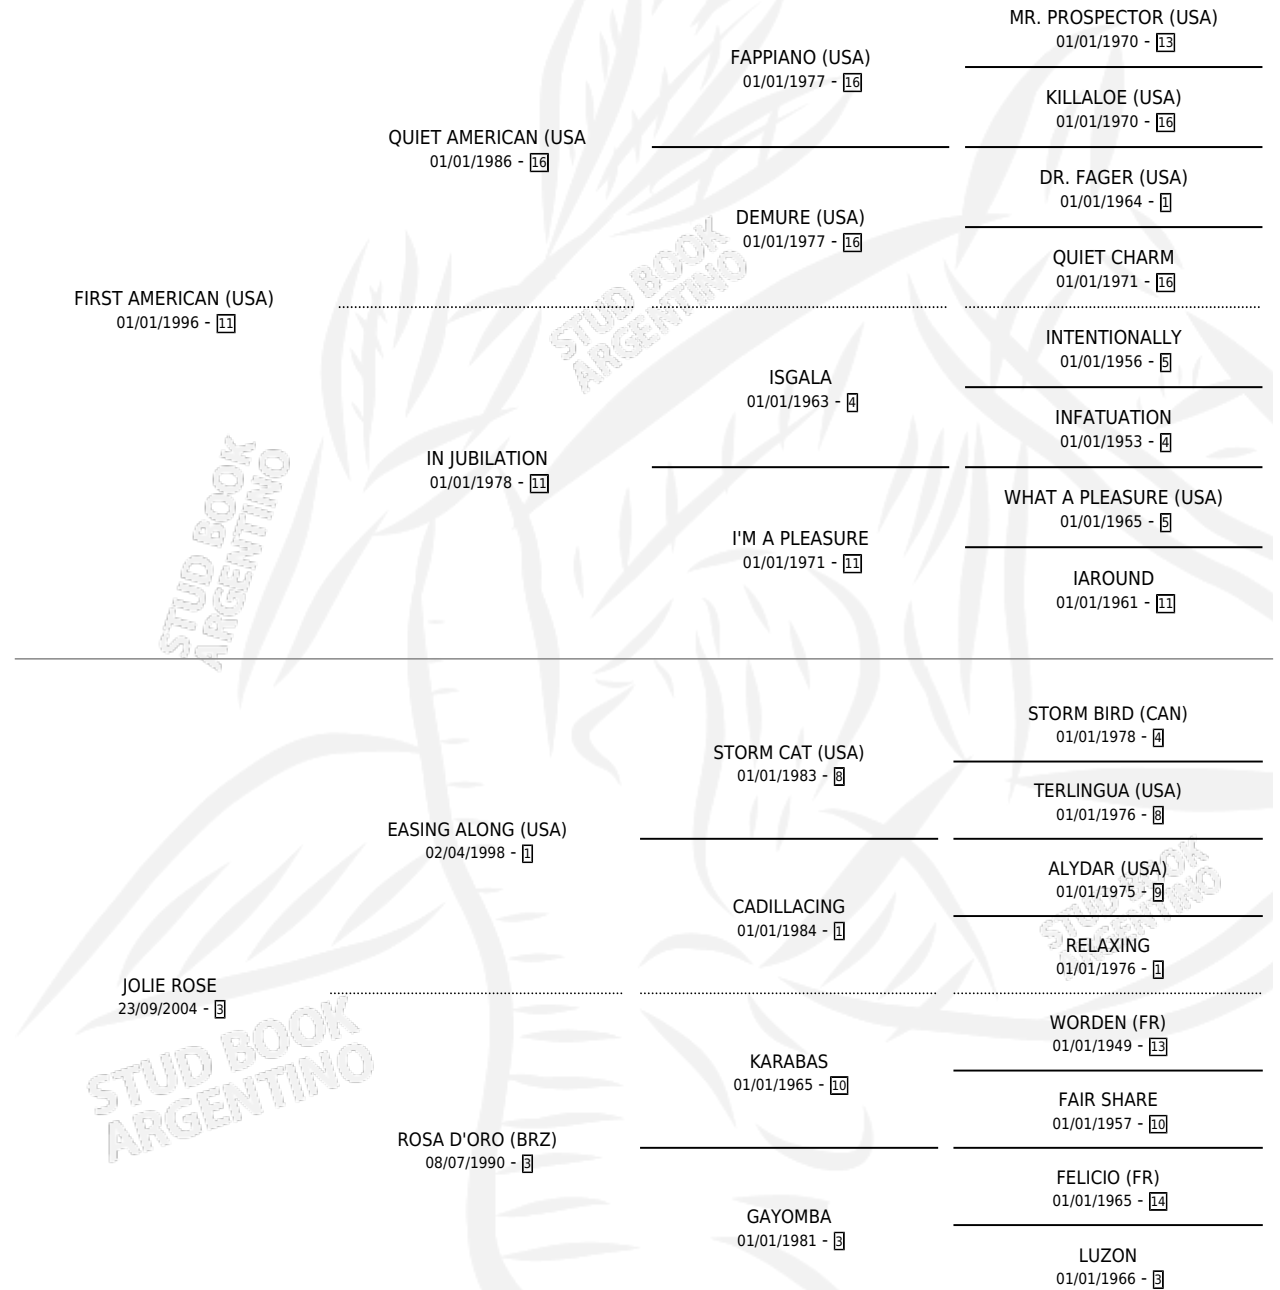 MR. PROSPECTOR (USA)
01/01/1970 - 13
FAPPIANO (USA)
01/01/1977 - 16
KILLALOE (USA)
01/01/1970 - 16
QUIET AMERICAN (USA
01/01/1986 - 16
DR. FAGER (USA)
01/01/1964 - 1
DEMURE (USA)
01/01/1977 - 16
QUIET CHARM
01/01/1971 - 16
FIRST AMERICAN (USA)
01/01/1996 - 11
INTENTIONALLY
01/01/1956 - 5
ISGALA
01/01/1963 - 4
INFATUATION
01/01/1953 - 4
IN JUBILATION
01/01/1978 - 11
WHAT A PLEASURE (USA)
01/01/1965 - 5
I'M A PLEASURE
01/01/1971 - 11
IAROUND
01/01/1961 - 11
STORM BIRD (CAN)
01/01/1978 - 4
STORM CAT (USA)
01/01/1983 - 8
TERLINGUA (USA)
01/01/1976 - 8
EASING ALONG (USA)
02/04/1998 - 1
ALYDAR (USA)
01/01/1975 - 9
CADILLACING
01/01/1984 - 1
RELAXING
01/01/1976 - 1
JOLIE ROSE
23/09/2004 - 3
WORDEN (FR)
01/01/1949 - 13
KARABAS
01/01/1965 - 10
FAIR SHARE
01/01/1957 - 10
ROSA D'ORO (BRZ)
08/07/1990 - 3
FELICIO (FR)
01/01/1965 - 14
GAYOMBA
01/01/1981 - 3
LUZON
01/01/1966 - 3
STUD BOOK
ARGENTINO
STUD BOOK
ARGENTINO
STUD BOOK
ARGENTINO
STUD BOOK
ARGENTINO